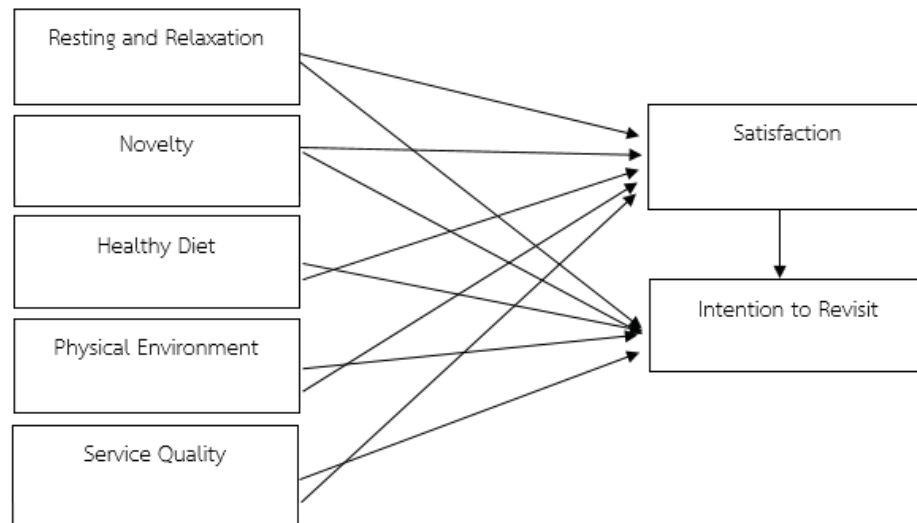 Resting and Relaxation
Novelty
Healthy Diet
Physical Environment
Service Quality
Satisfaction
Intention to Revisit